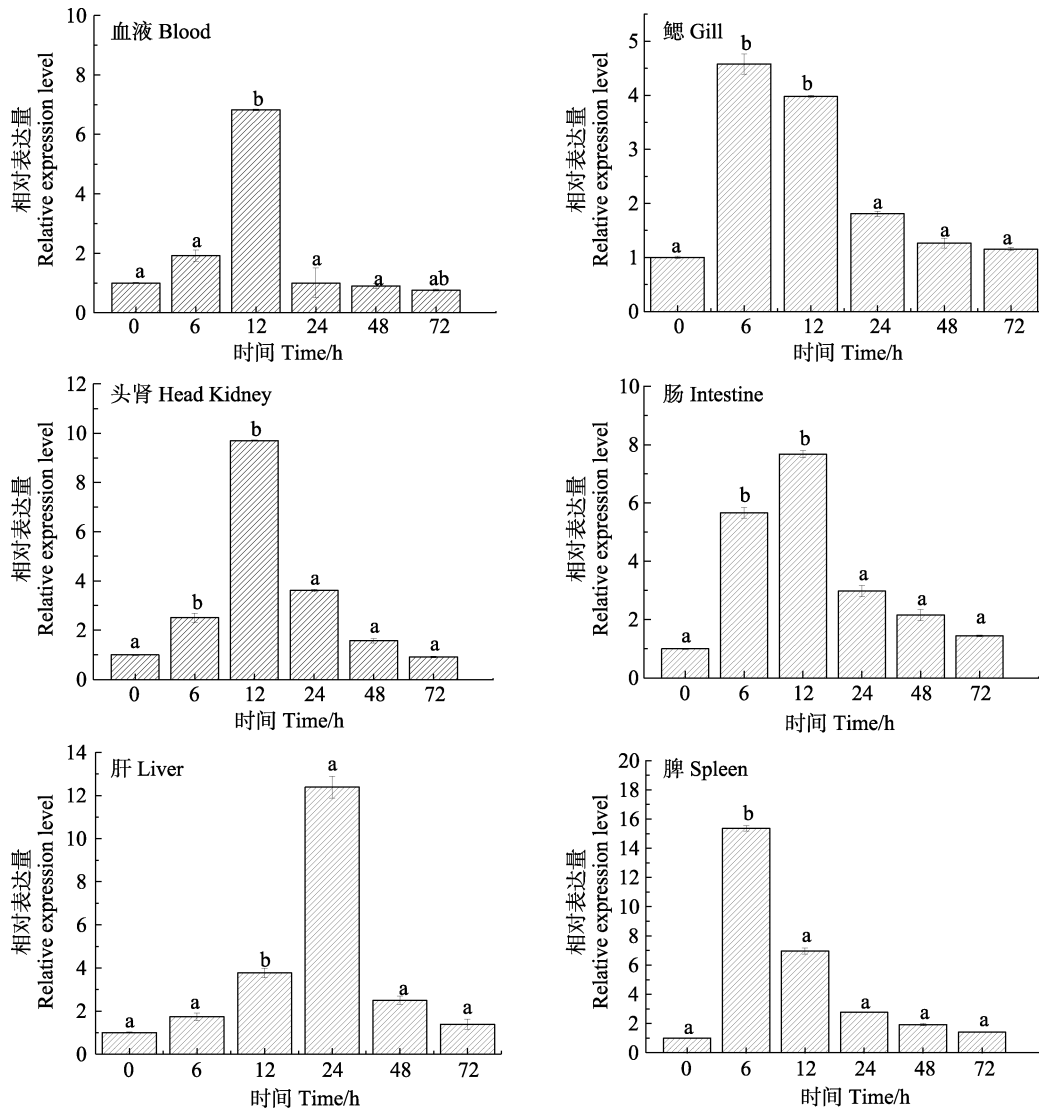 血液 Blood
相对表达量
Relative expression level
10
8
6
4
2
0
a
a
b
a
a
ab
0 6 12 24 48 72
时间 Time/h
鳃 Gill
相对表达量
Relative expression level
5
4
3
2
1
0
a
b
b
a
a
a
0 6 12 24 48 72
时间 Time/h
头肾 Head Kidney
相对表达量
Relative expression level
12
10
8
6
4
2
0
a
b
b
a
a
a
0 6 12 24 48 72
时间 Time/h
肠 Intestine
相对表达量
Relative expression level
10
8
6
4
2
0
a
b
b
a
a
a
0 6 12 24 48 72
时间 Time/h
肝 Liver
相对表达量
Relative expression level
14
12
10
8
6
4
2
0
a
a
b
a
a
a
0 6 12 24 48 72
时间 Time/h
脾 Spleen
相对表达量
Relative expression level
20
18
16
14
12
10
8
6
4
2
0
a
b
a
a
a
a
0 6 12 24 48 72
时间 Time/h